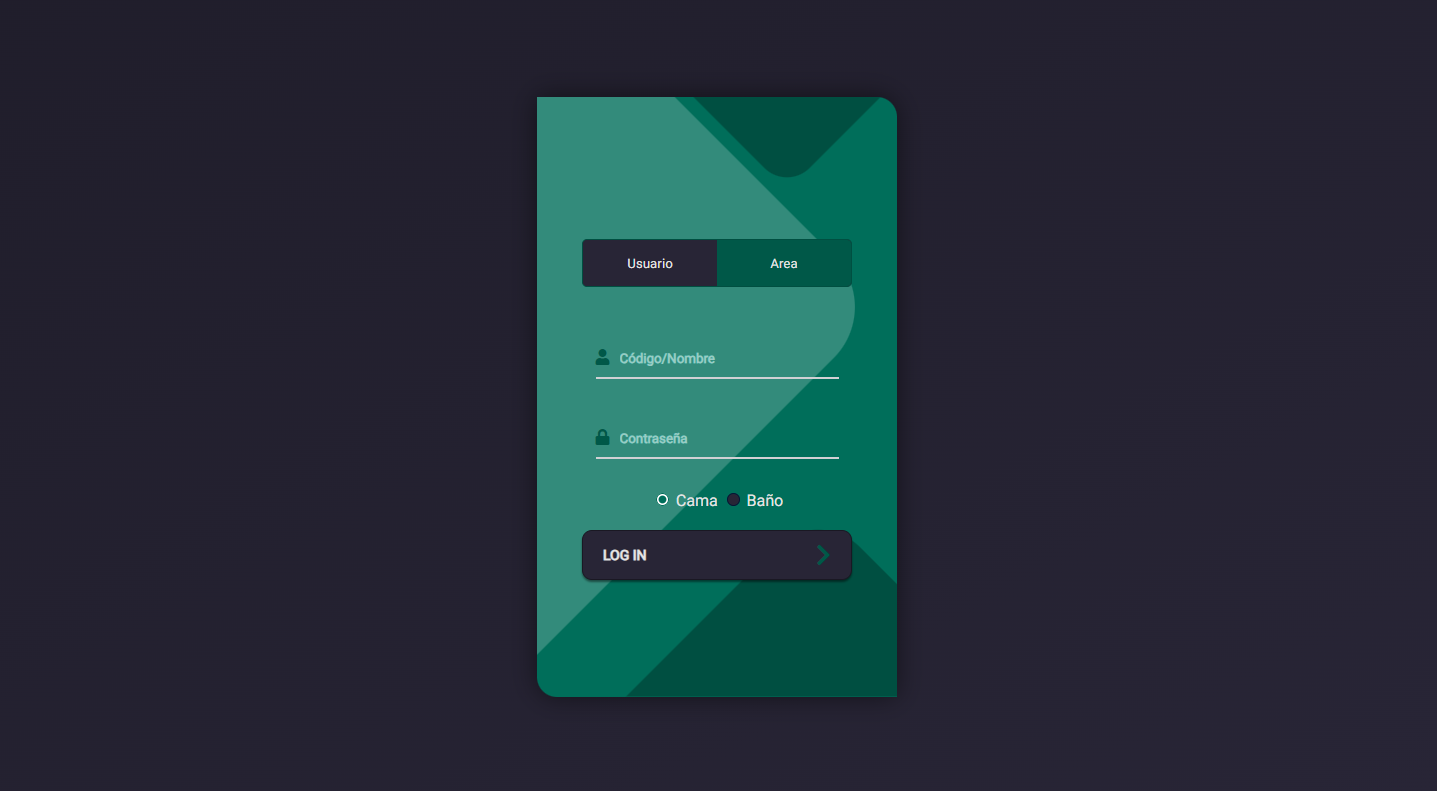 Usuario Area
Código/Nombre
Contraseña
Cama Baño
LOG IN